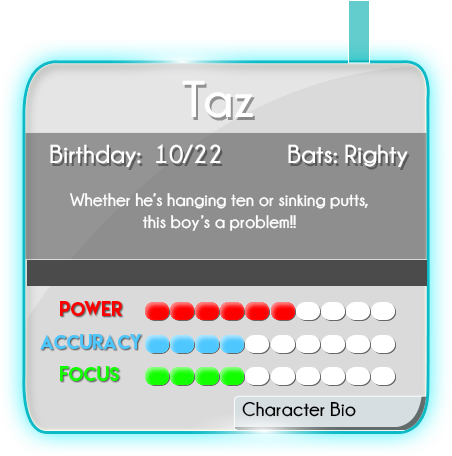 Taz
Birthday: 10/22 Bats: Righty
Whether he's hanging ten or sinking putts,
this boy's a problem!!
POWER
ACCURACY
FOCUS
Character Bio